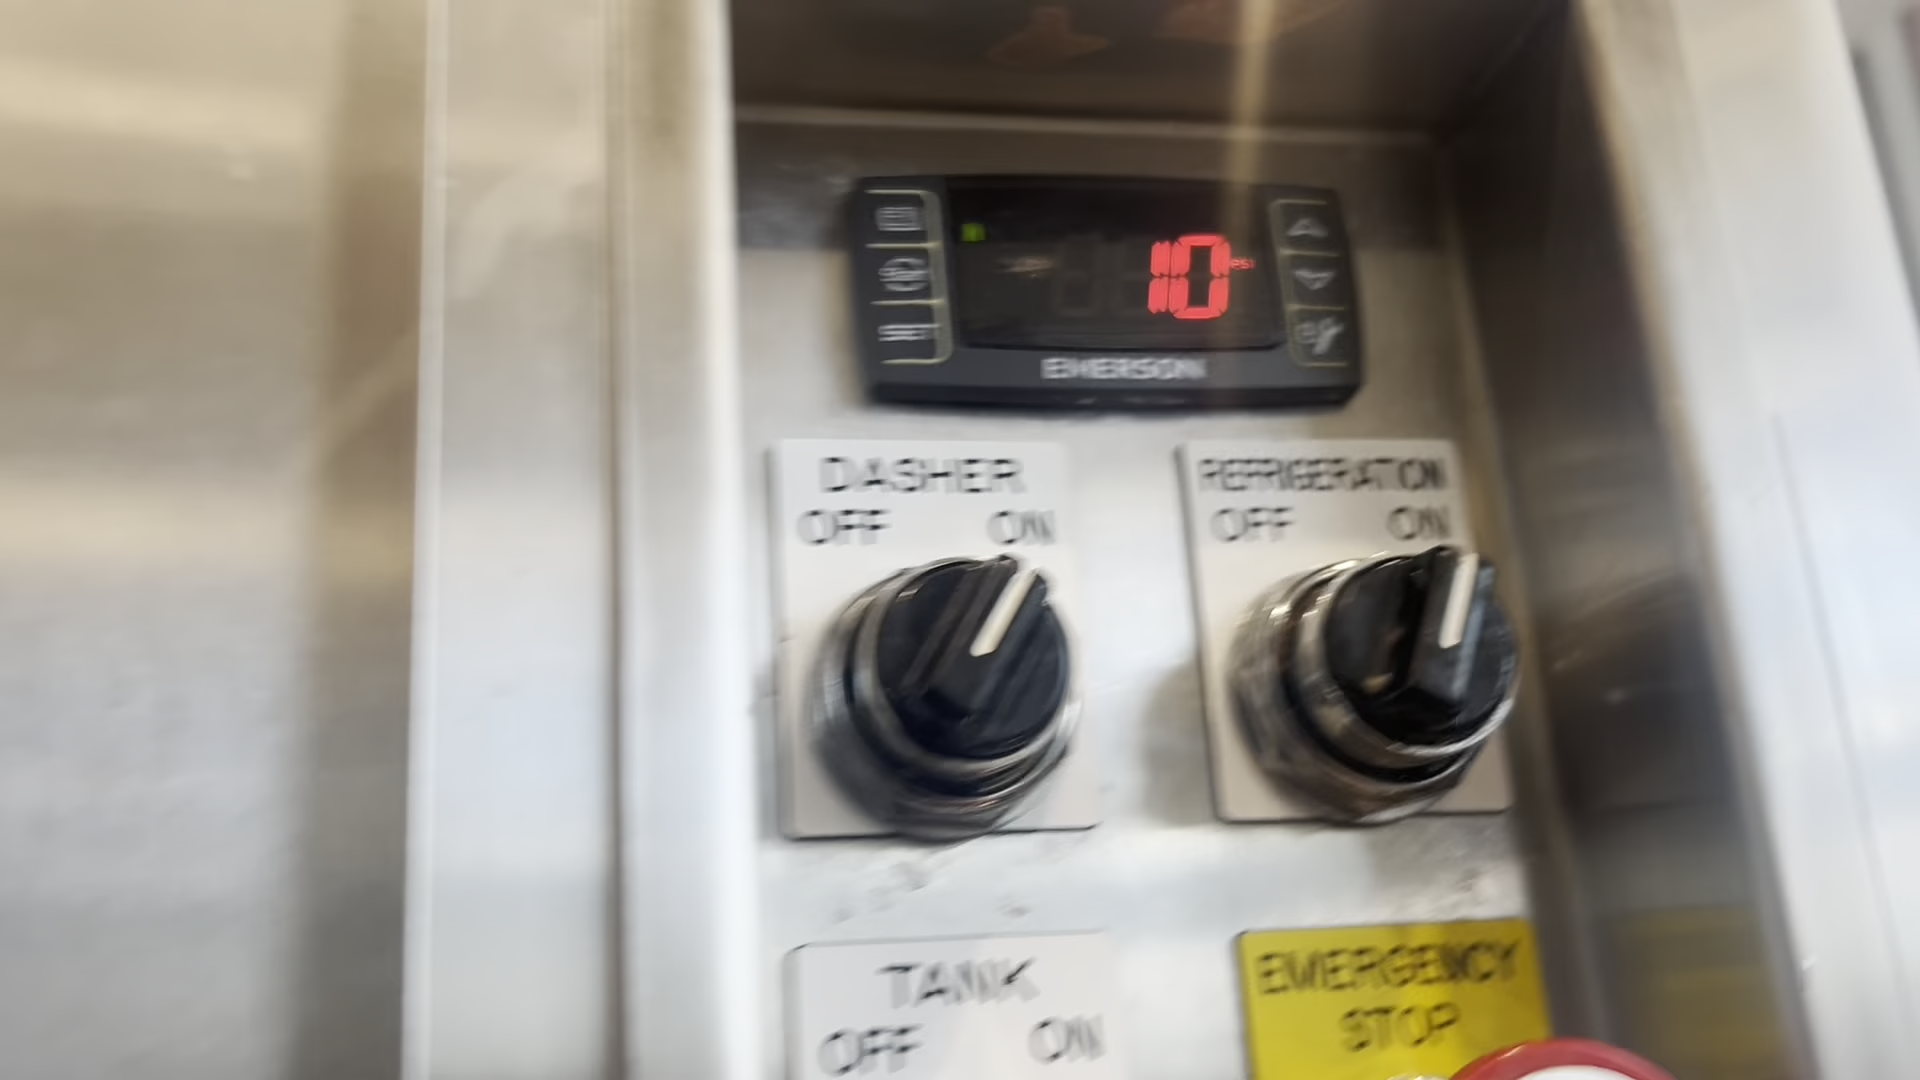 10 PSI
SET
EMERSON
DASHER
OFF ON
REFRIGERATION
OFF ON
TANK
OFF ON
EMERGENCY
STOP